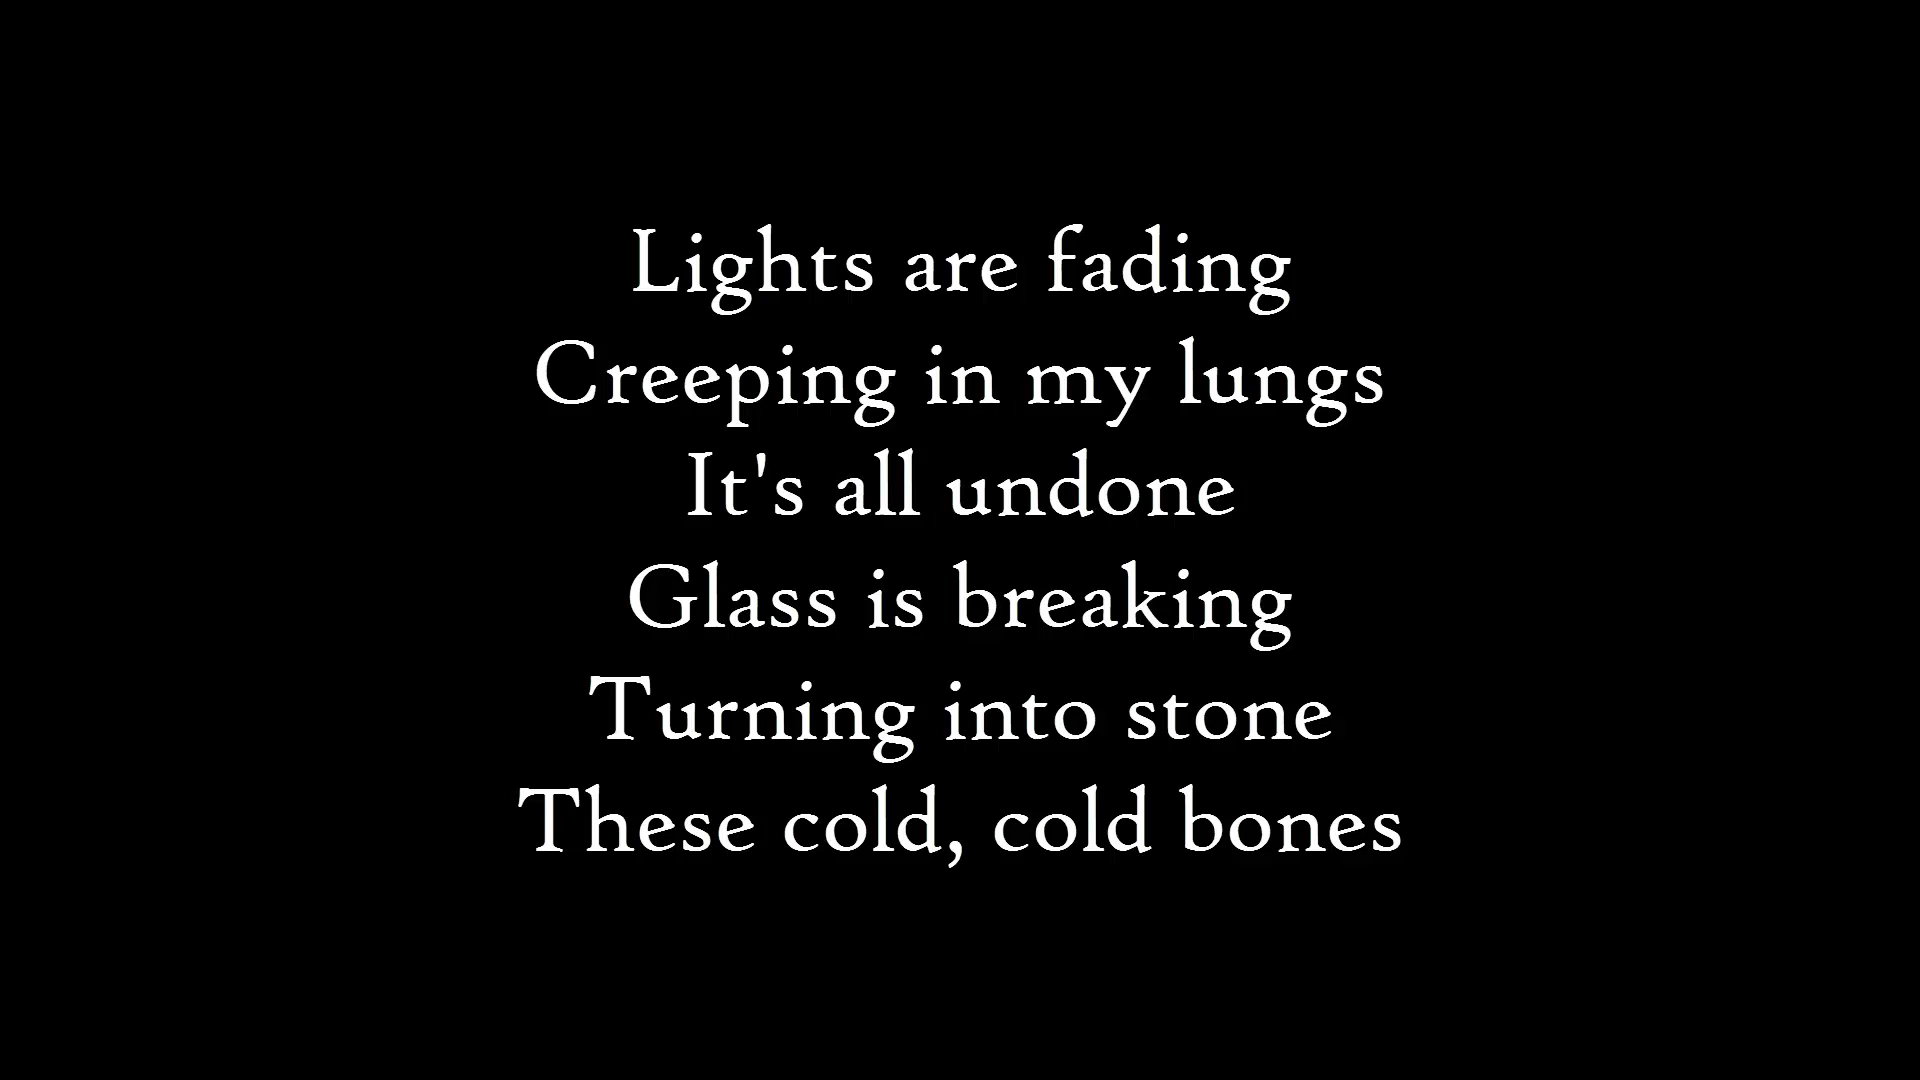 Lights are fading
Creeping in my lungs
It's all undone
Glass is breaking
Turning into stone
These cold, cold bones